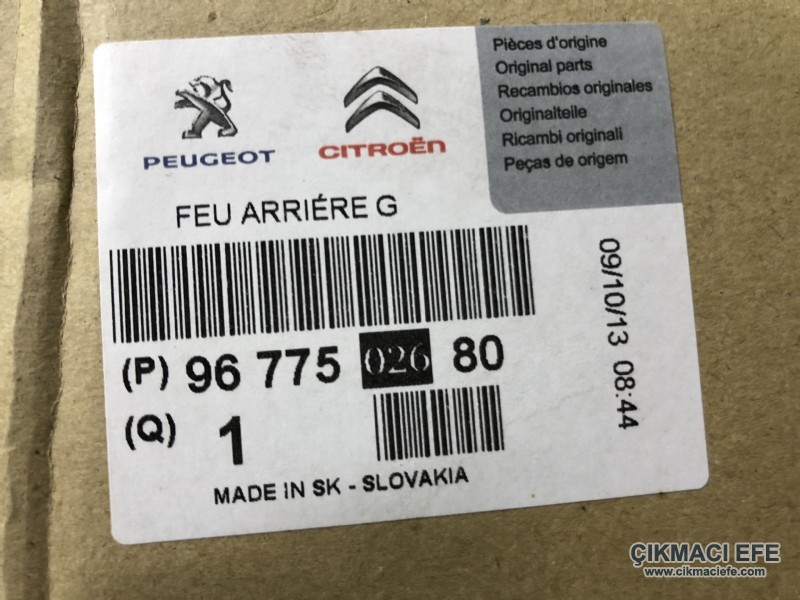 PEUGEOT
CITROËN
Pièces d'origine
Original parts
Recambios originales
Originalteile
Ricambi originali
Peças de origem
FEU ARRIÉRE G
(P) 96 775 026 80
(Q) 1
MADE IN SK - SLOVAKIA
09/10/13 08:44
ÇIKMACI EFE
www.cikmaciefe.com